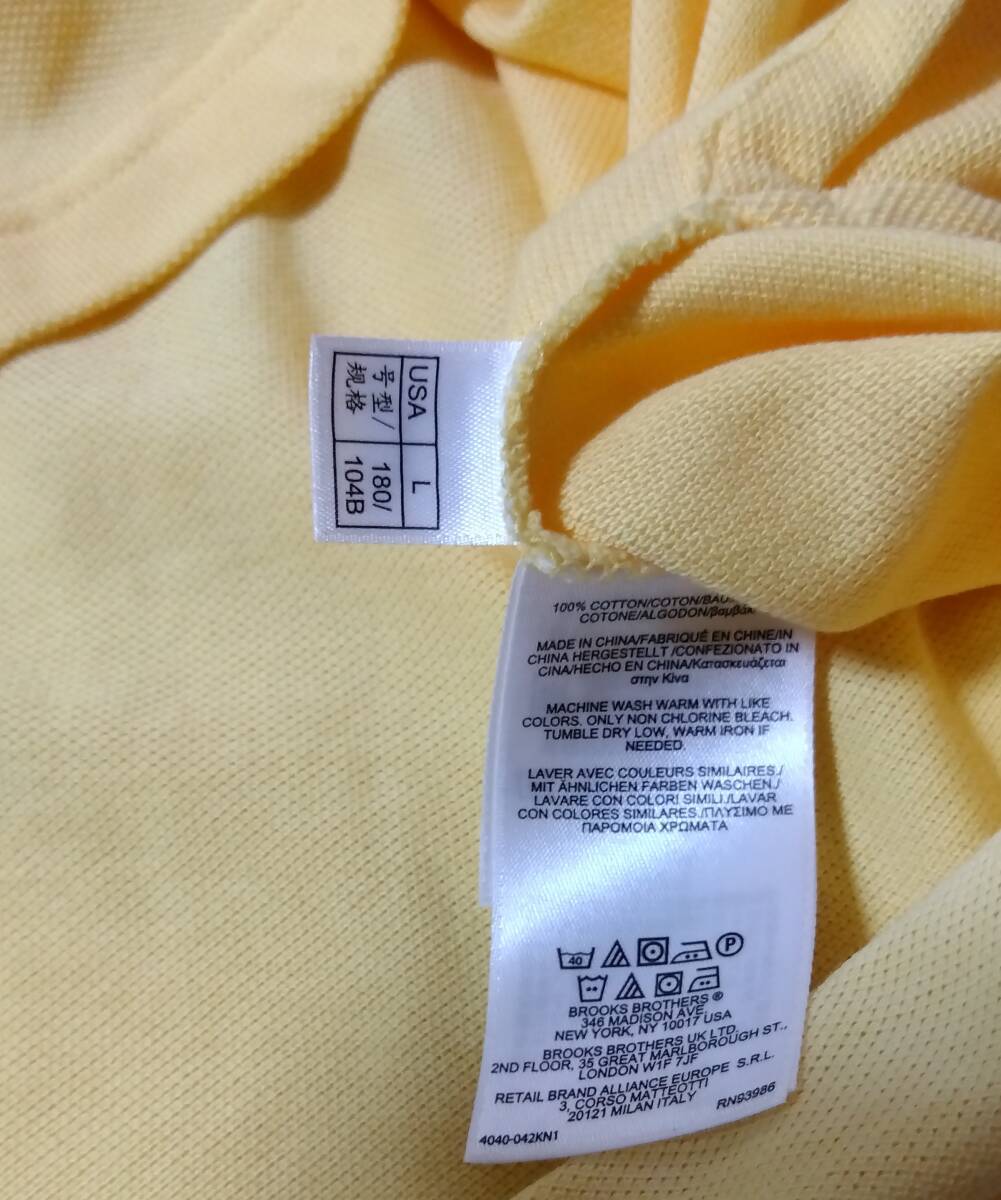 USA L
号型/ 180/
规格 104B
100% COTTON/COTON/
COTONE/ALGODON/βαμβάκι
MADE IN CHINA/FABRIQUÉ EN CHINE/IN
CHINA HERGESTELLT /CONFEZIONATO IN
CINA/HECHO EN CHINA/Κατασκευάζεται
στην Κίνα
MACHINE WASH WARM WITH LIKE
COLORS. ONLY NON CHLORINE BLEACH.
TUMBLE DRY LOW, WARM IRON IF
NEEDED.
LAVER AVEC COULEURS SIMILAIRES./
MIT ÄHNLICHEN FARBEN WASCHEN./
LAVARE CON COLORI SIMILI./LAVAR
CON COLORES SIMILARES./ΠΛΥΣΙΜΟ ΜΕ
ΠΑΡΟΜΟΙΑ ΧΡΩΜΑΤΑ
40 P
BROOKS BROTHERS ®
346 MADISON AVE
NEW YORK, NY 10017 USA
BROOKS BROTHERS UK LTD.
2ND FLOOR, 35 GREAT MARLBOROUGH ST.,
LONDON W1F 7JF
RETAIL BRAND ALLIANCE EUROPE S.R.L.
3, CORSO MATTEOTTI
20121 MILAN ITALY
RN93986
4040-042KN1